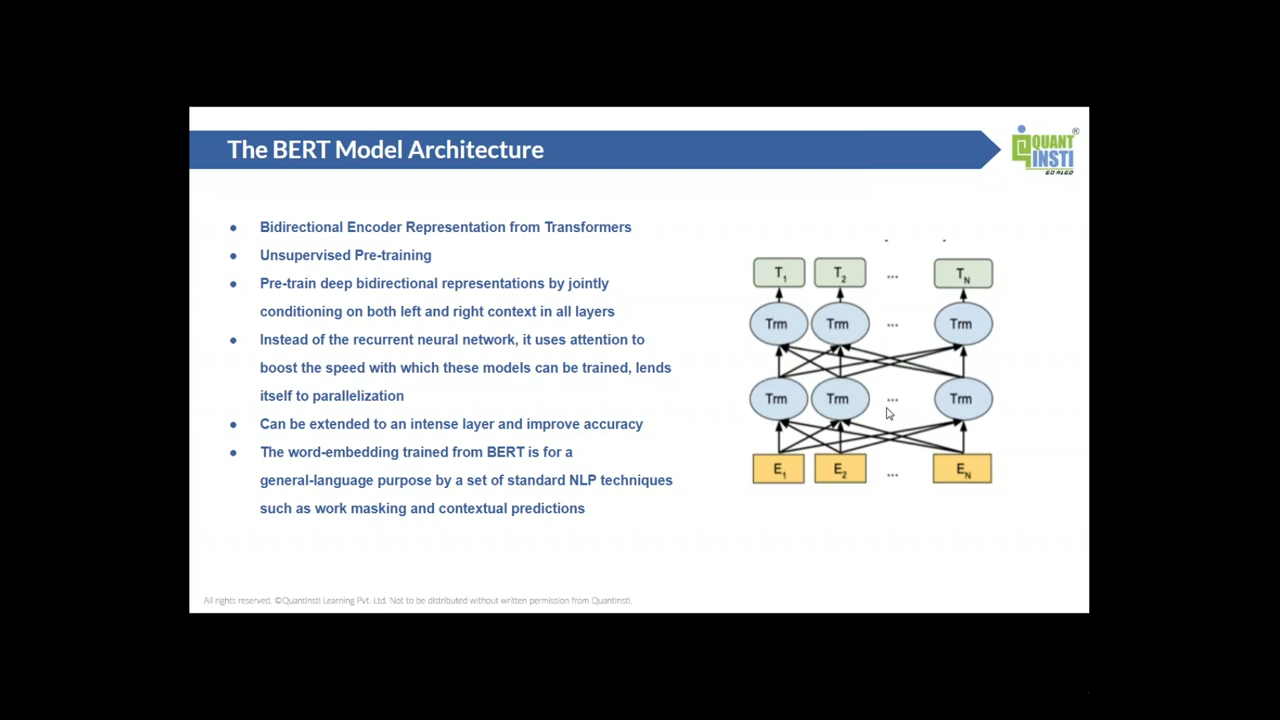 The BERT Model Architecture
QUANT
INSTI
GO ALGO
®
● Bidirectional Encoder Representation from Transformers
● Unsupervised Pre-training
● Pre-train deep bidirectional representations by jointly
conditioning on both left and right context in all layers
● Instead of the recurrent neural network, it uses attention to
boost the speed with which these models can be trained, lends
itself to parallelization
● Can be extended to an intense layer and improve accuracy
● The word-embedding trained from BERT is for a
general-language purpose by a set of standard NLP techniques
such as work masking and contextual predictions
T1 T2 ... TN
Trm Trm ... Trm
Trm Trm ... Trm
E1 E2 ... EN
All rights reserved. ©QuantInsti Learning Pvt. Ltd. Not to be distributed without written permission from QuantInsti.